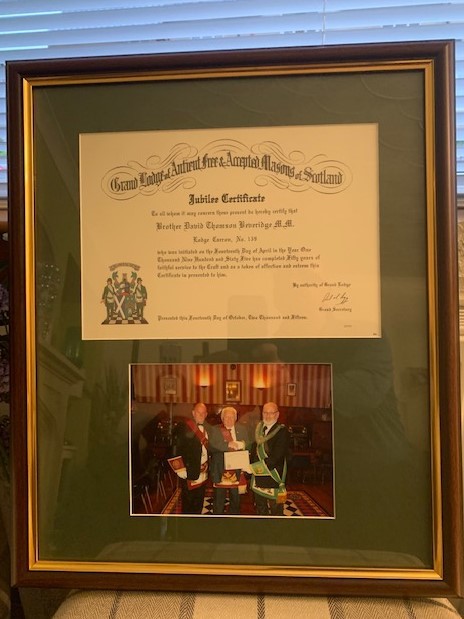 Grand Lodge of Antient Free & Accepted Masons of Scotland
Jubilee Certificate
To all whom it may concern these present do hereby certify that
Brother David Thomson Beveridge M.M.
Lodge Carron, No. 139
who was initiated on the Fourteenth Day of April in the Year One
Thousand Nine Hundred and Sixty Five has completed Fifty years of
faithful service to the Craft and as a token of affection and esteem this
Certificate is presented to him.
By authority of Grand Lodge
Grand Secretary
Presented this Fourteenth Day of October, Two Thousand and Fifteen.